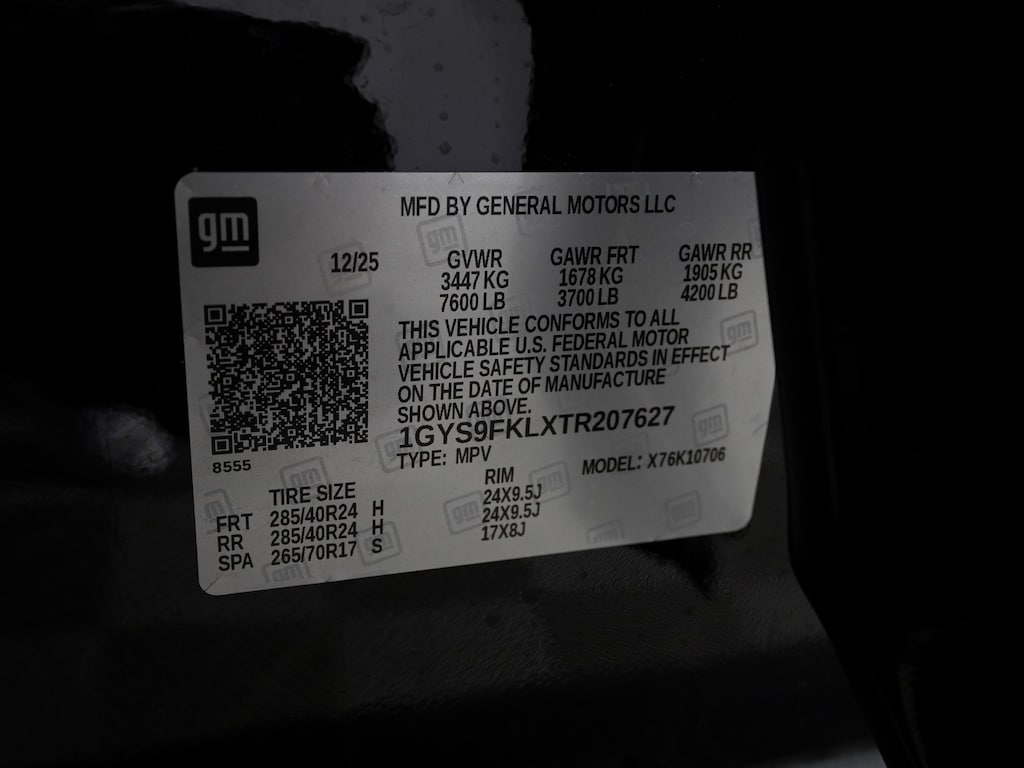 gm
MFD BY GENERAL MOTORS LLC
12/25
GVWR GAWR FRT GAWR RR
3447 KG 1678 KG 1905 KG
7600 LB 3700 LB 4200 LB
THIS VEHICLE CONFORMS TO ALL
APPLICABLE U.S. FEDERAL MOTOR
VEHICLE SAFETY STANDARDS IN EFFECT
ON THE DATE OF MANUFACTURE
SHOWN ABOVE.
1GYS9FKLXTR207627
8555
TYPE: MPV MODEL: X76K10706
TIRE SIZE RIM
FRT 285/40R24 H 24X9.5J
RR 285/40R24 H 24X9.5J
SPA 265/70R17 S 17X8J